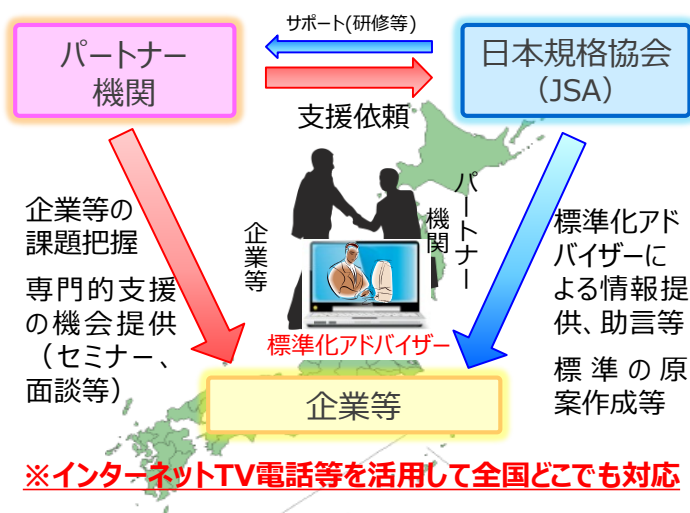 サポート(研修等)
パートナー
機関
日本規格協会
（JSA）
支援依頼
企業等の
課題把握
専門的支援
の機会提供
（セミナー、
面談等）
企業等
パートナー
機関
標準化アドバイザー
標準化アド
バイザーに
よる情報提
供、助言等
標準の原
案作成等
企業等
※インターネットTV電話等を活用して全国どこでも対応